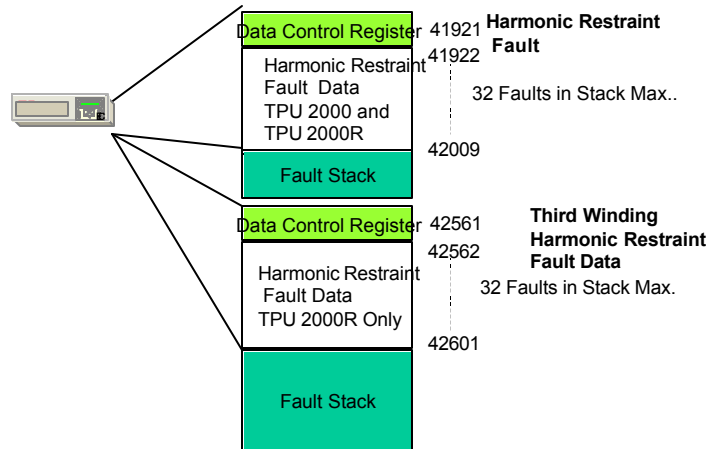 Data Control Register 41921
Harmonic Restraint
Fault
41922
Harmonic Restraint
Fault Data
TPU 2000 and
TPU 2000R
32 Faults in Stack Max..
42009
Fault Stack
Data Control Register 42561
Third Winding
Harmonic Restraint
Fault Data
42562
Harmonic Restraint
Fault Data
TPU 2000R Only
32 Faults in Stack Max.
42601
Fault Stack